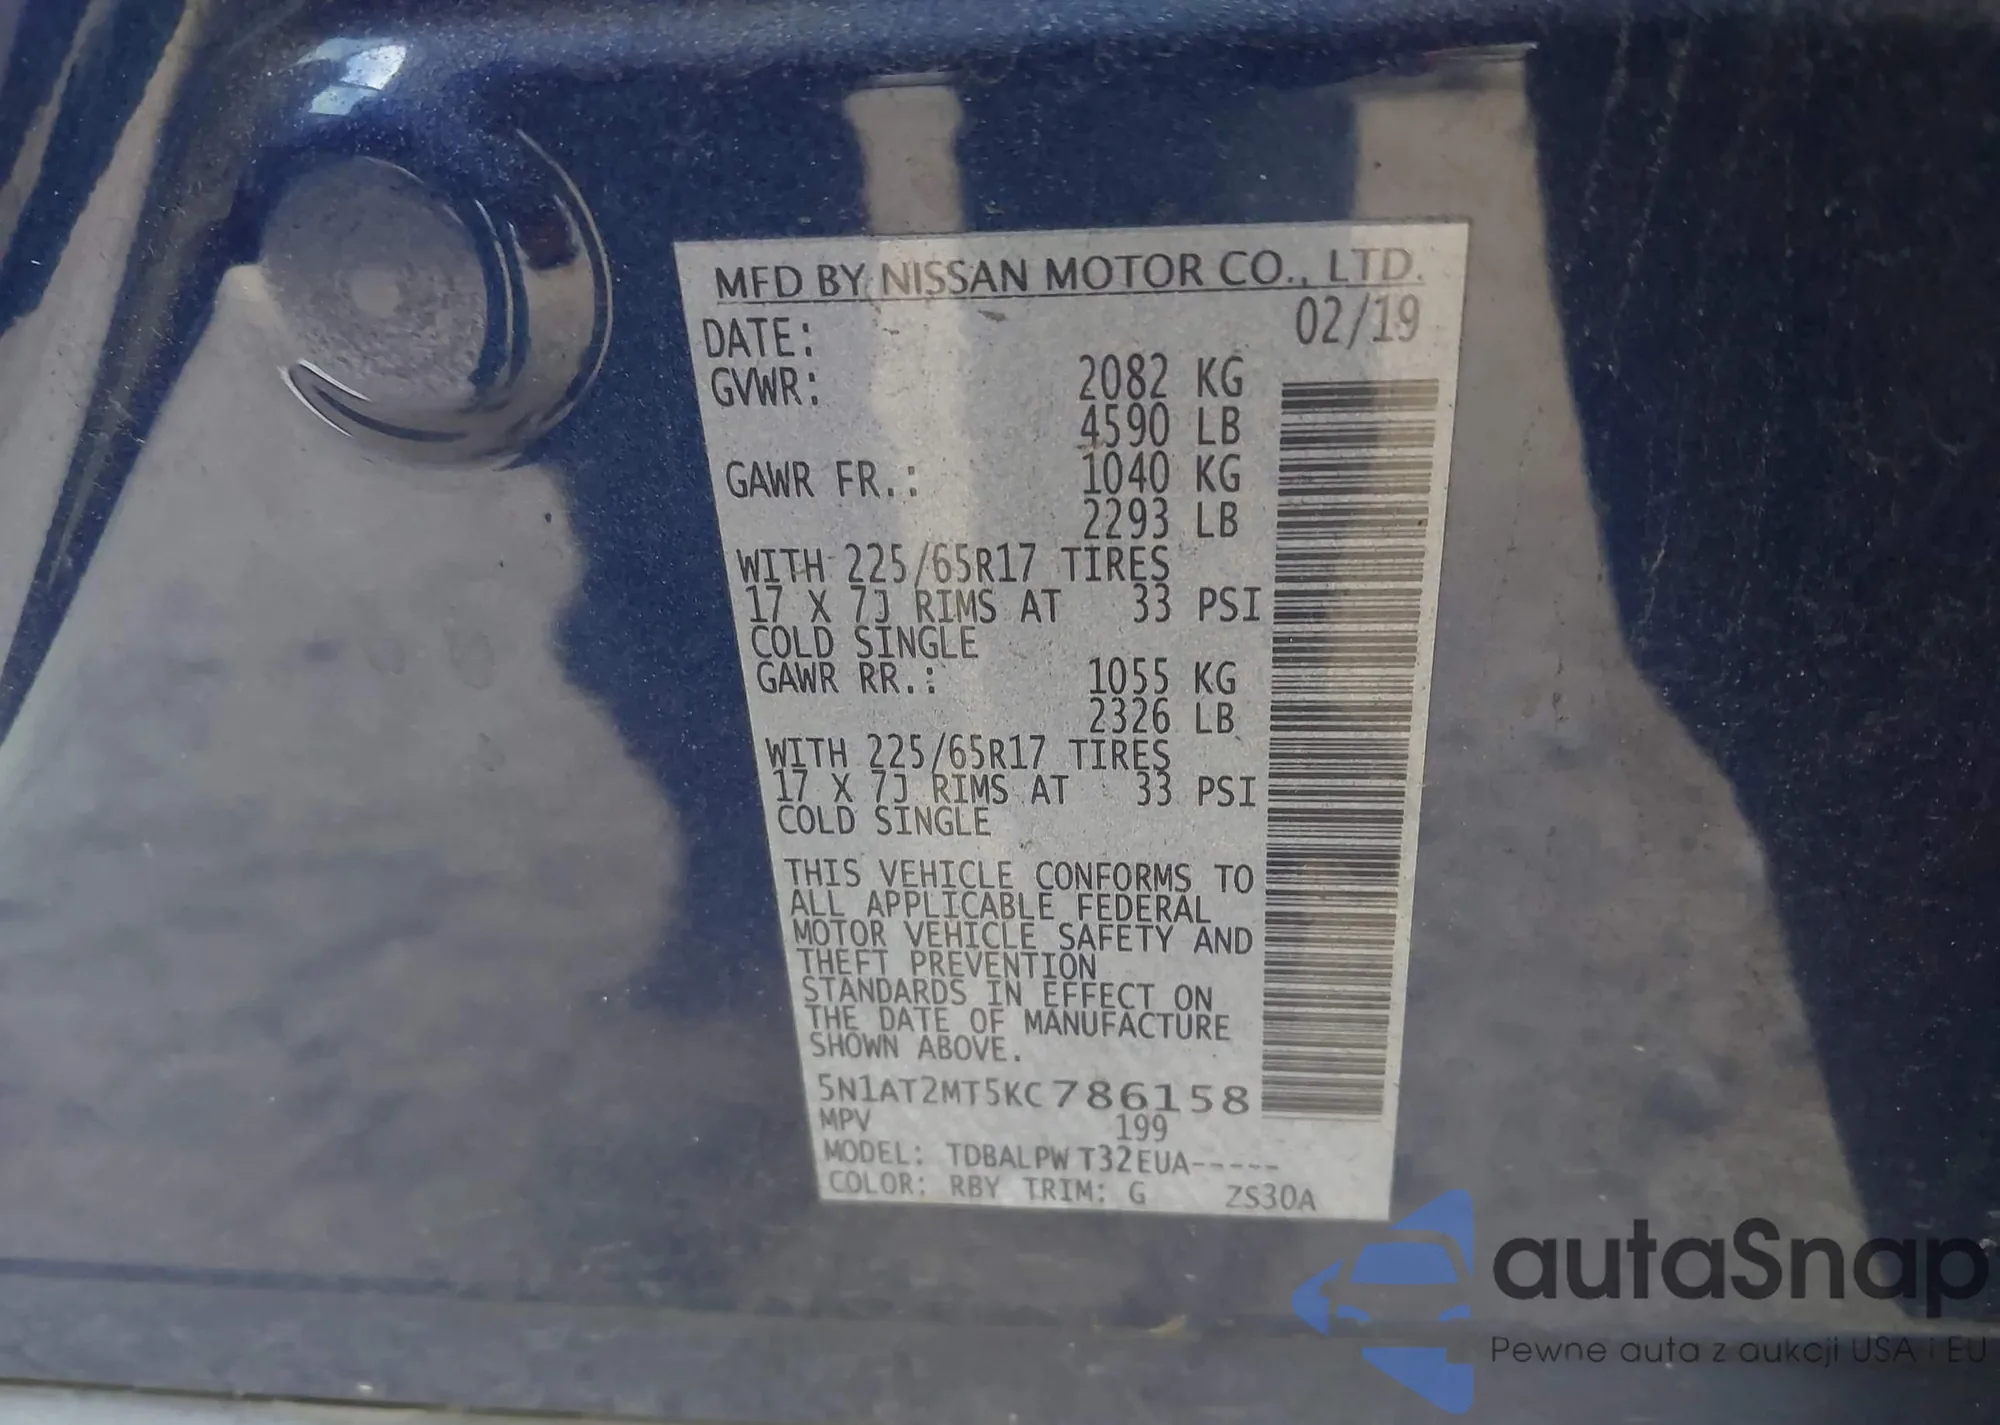 MFD BY NISSAN MOTOR CO., LTD.
DATE: 02/19
GVWR: 2082 KG
4590 LB
GAWR FR.: 1040 KG
2293 LB
WITH 225/65R17 TIRES
17 X 7J RIMS AT 33 PSI
COLD SINGLE
GAWR RR.: 1055 KG
2326 LB
WITH 225/65R17 TIRES
17 X 7J RIMS AT 33 PSI
COLD SINGLE
THIS VEHICLE CONFORMS TO
ALL APPLICABLE FEDERAL
MOTOR VEHICLE SAFETY AND
THEFT PREVENTION
STANDARDS IN EFFECT ON
THE DATE OF MANUFACTURE
SHOWN ABOVE.
5N1AT2MT5KC786158
MPV 199
MODEL: TDBALPW T32EUA-----
COLOR: RBY TRIM: G ZS30A
autaSnap
Pewne auta z aukcji USA i EU